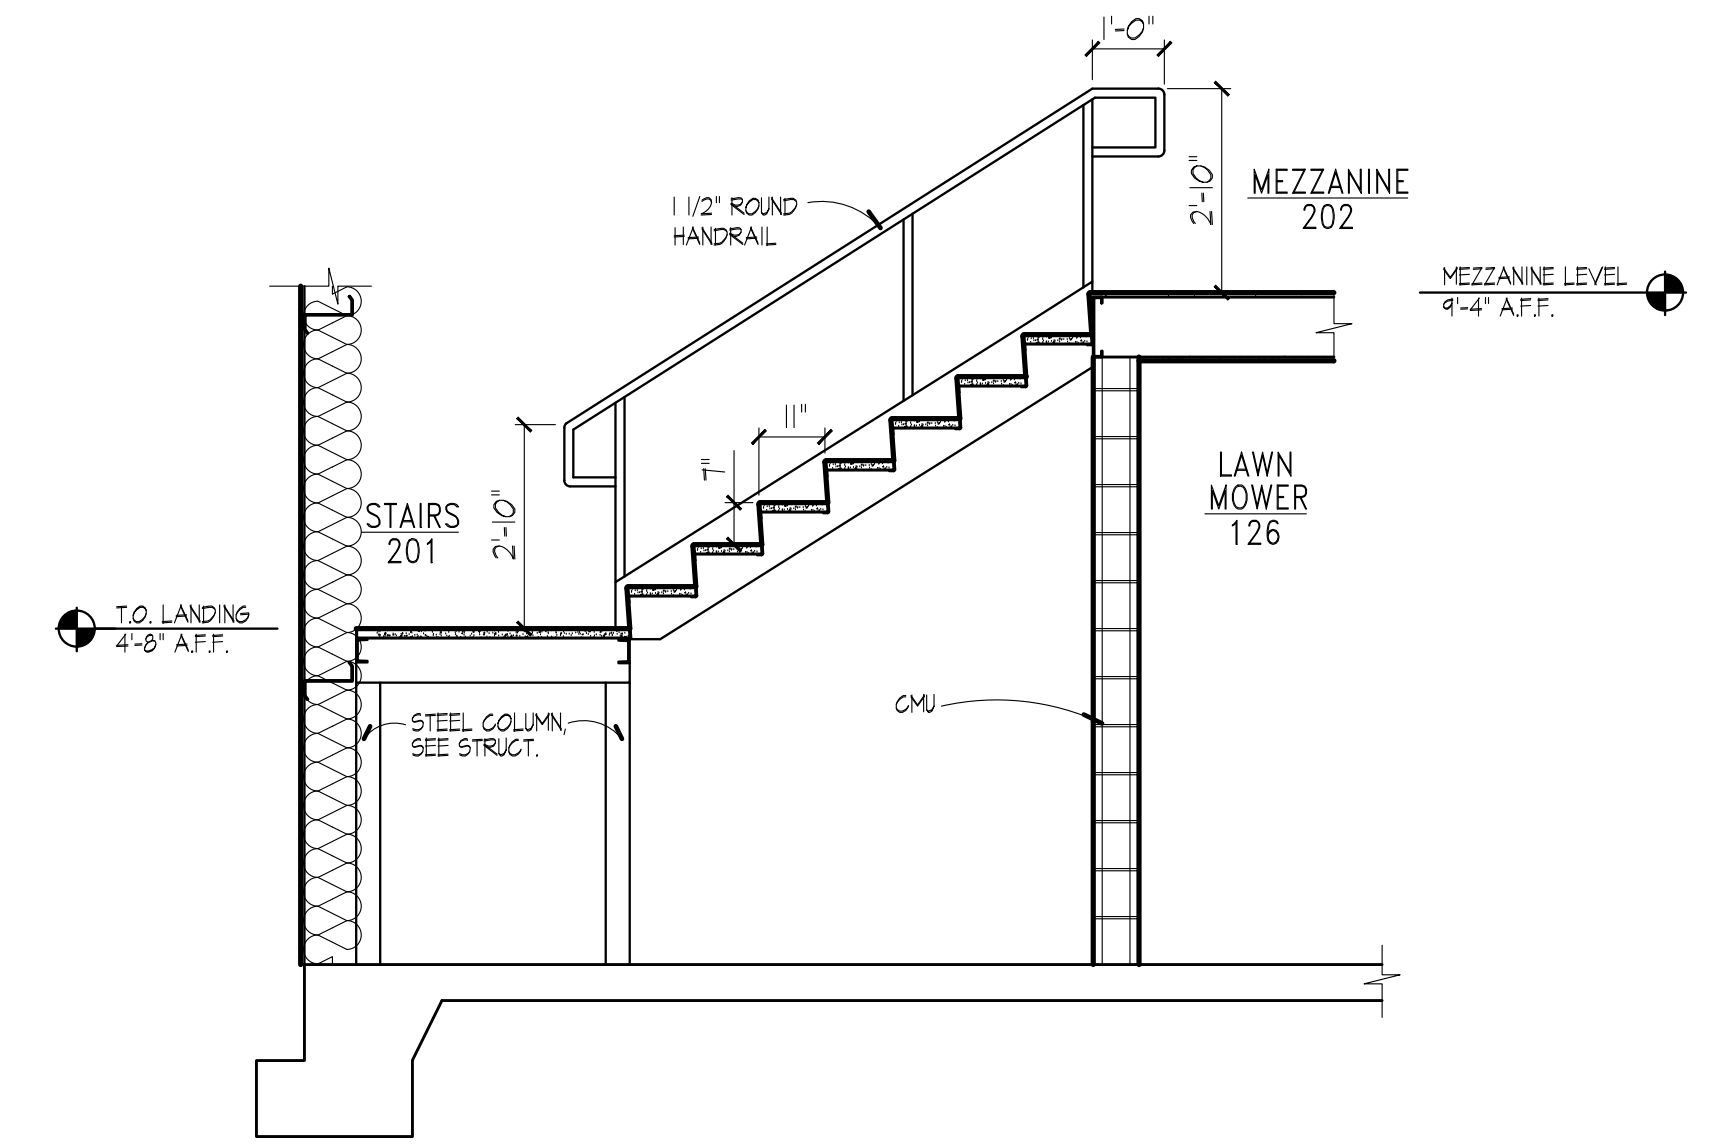 1'-0"
2'-10"
MEZZANINE
202
1 1/2" ROUND
HANDRAIL
MEZZANINE LEVEL
9'-4" A.F.F.
11"
7"
LAWN
MOWER
126
STAIRS
201
2'-10"
T.O. LANDING
4'-8" A.F.F.
CMU
STEEL COLUMN,
SEE STRUCT.